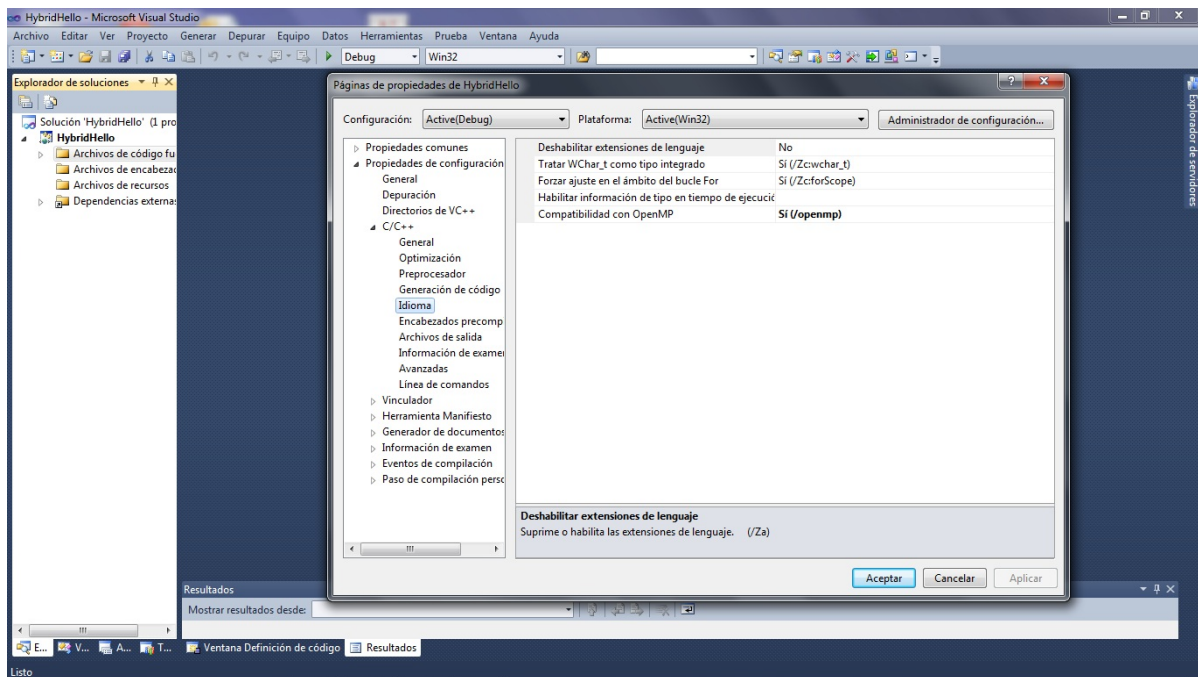 HybridHello - Microsoft Visual Studio
Archivo Editar Ver Proyecto Generar Depurar Equipo Datos Herramientas Prueba Ventana Ayuda
Debug Win32
Explorador de soluciones
Solución 'HybridHello' (1 pro
HybridHello
Archivos de código fu
Archivos de encabezad
Archivos de recursos
Dependencias externas
Páginas de propiedades de HybridHello
Configuración: Active(Debug) Plataforma: Active(Win32) Administrador de configuración...
Propiedades comunes
Propiedades de configuración
General
Depuración
Directorios de VC++
C/C++
General
Optimización
Preprocesador
Generación de código
Idioma
Encabezados precomp
Archivos de salida
Información de examen
Avanzadas
Línea de comandos
Vinculador
Herramienta Manifiesto
Generador de documentos
Información de examen
Eventos de compilación
Paso de compilación perso
Deshabilitar extensiones de lenguaje No
Tratar WChar_t como tipo integrado Sí (/Zc:wchar_t)
Forzar ajuste en el ámbito del bucle For Sí (/Zc:forScope)
Habilitar información de tipo en tiempo de ejecució
Compatibilidad con OpenMP Sí (/openmp)
Deshabilitar extensiones de lenguaje
Suprime o habilita las extensiones de lenguaje. (/Za)
Aceptar Cancelar Aplicar
Explorador de servidores
Resultados
Mostrar resultados desde:
E... V... A... T... Ventana Definición de código Resultados
Listo